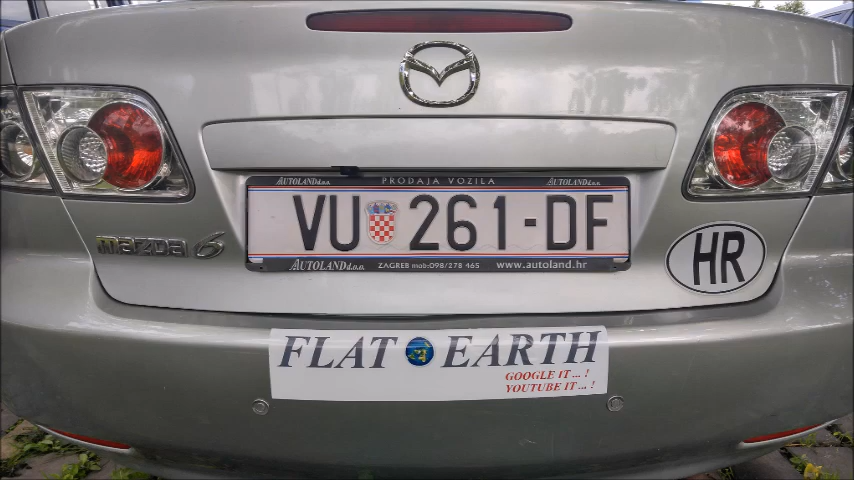 AUTOLAND d.o.o. PRODAJA VOZILA AUTOLAND d.o.o.
VU 261-DF
AUTOLAND d.o.o. ZAGREB mob:098/278 465 www.autoland.hr
mazda 6
HR
FLAT EARTH
GOOGLE IT ... !
YOUTUBE IT ... !